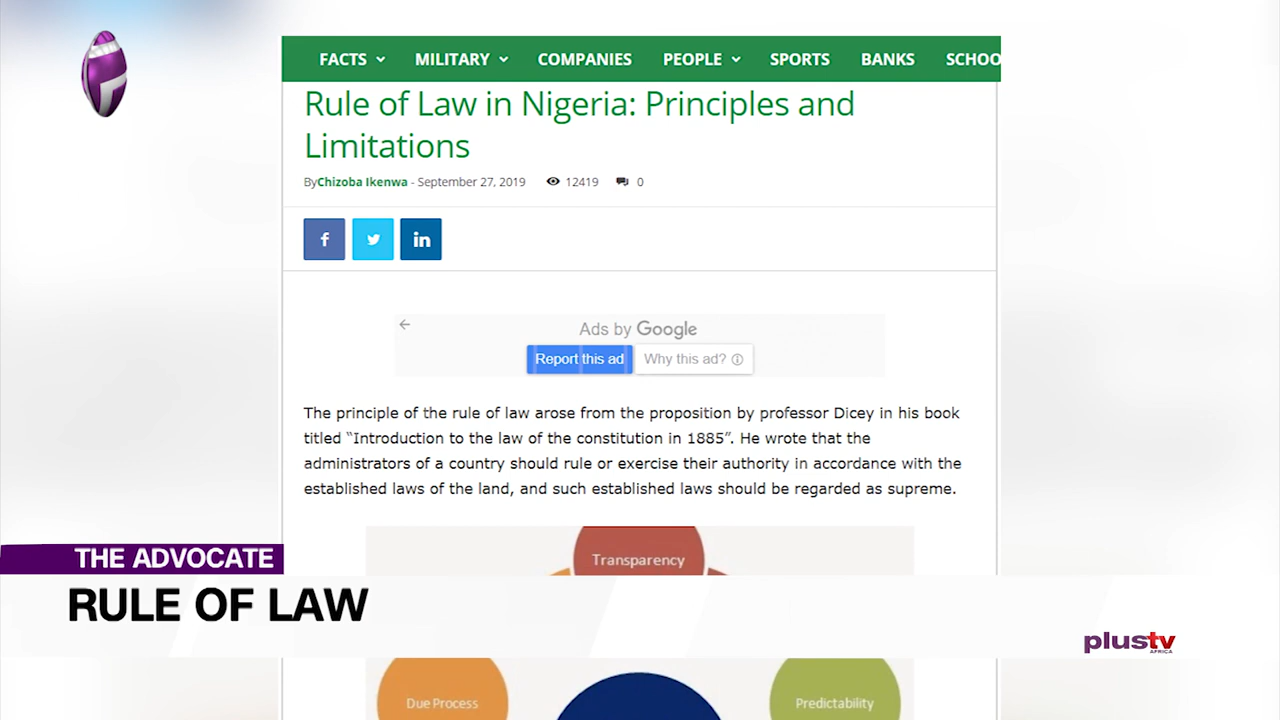 FACTS MILITARY COMPANIES PEOPLE SPORTS BANKS SCHOO
Rule of Law in Nigeria: Principles and
Limitations
ByChizoba Ikenwa - September 27, 2019 12419 0
f in
Ads by Google
Report this ad Why this ad?
The principle of the rule of law arose from the proposition by professor Dicey in his book
titled “Introduction to the law of the constitution in 1885”. He wrote that the
administrators of a country should rule or exercise their authority in accordance with the
established laws of the land, and such established laws should be regarded as supreme.
Transparency
THE ADVOCATE
RULE OF LAW
plustv
AFRICA
Due Process Predictability